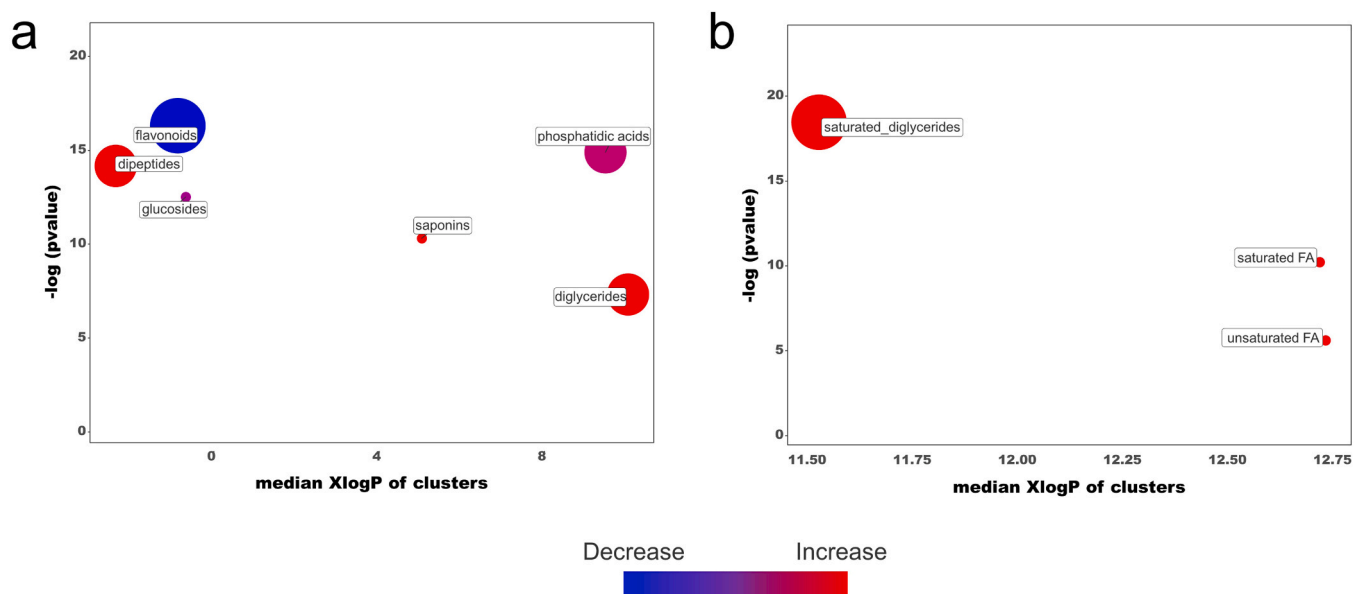 a
20
15
10
5
0
-log (pvalue)
flavonoids
dipeptides
glucosides
phosphatidic acids
saponins
diglycerides
0 4 8
median XlogP of clusters
b
20
15
10
5
0
-log (pvalue)
saturated_diglycerides
saturated FA
unsaturated FA
11.50 11.75 12.00 12.25 12.50 12.75
median XlogP of clusters
Decrease Increase